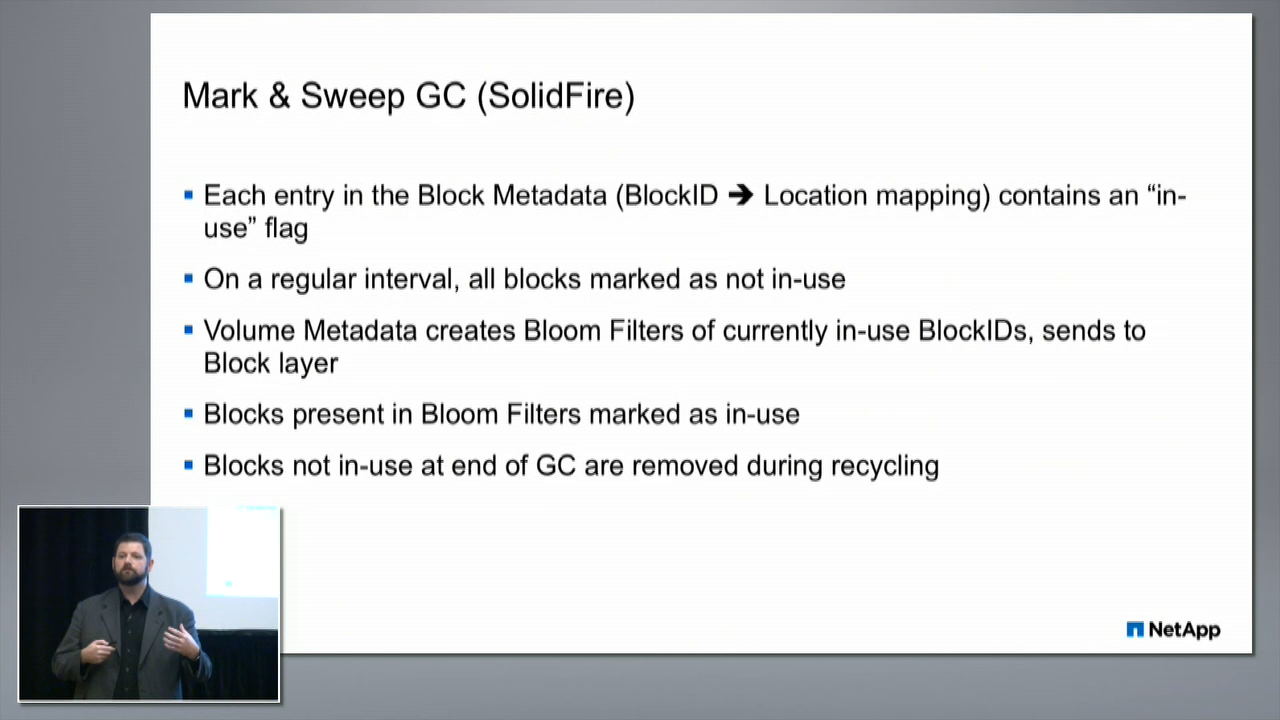 Mark & Sweep GC (SolidFire)
Each entry in the Block Metadata (BlockID ➔ Location mapping) contains an “in-
use” flag
On a regular interval, all blocks marked as not in-use
Volume Metadata creates Bloom Filters of currently in-use BlockIDs, sends to
Block layer
Blocks present in Bloom Filters marked as in-use
Blocks not in-use at end of GC are removed during recycling
NetApp